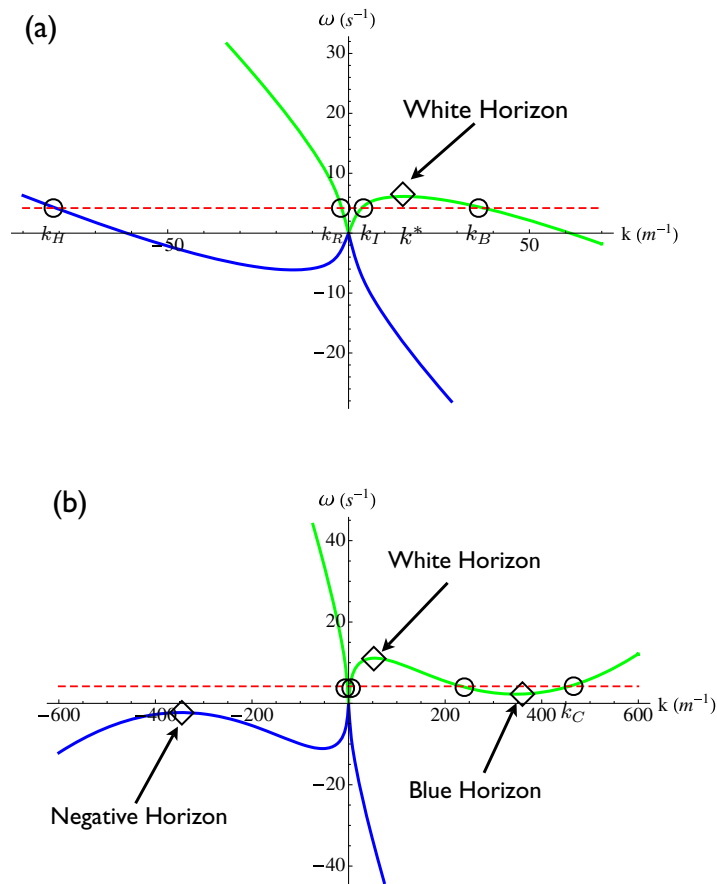 (a)
ω (s⁻¹)
30
20
White Horizon
10
k_H
k_R
k_I
k*
k_B
-50
50
k (m⁻¹)
-10
-20
(b)
ω (s⁻¹)
40
White Horizon
20
-600
-400
-200
200
400
k_C
600
k (m⁻¹)
Blue Horizon
Negative Horizon
-20
-40